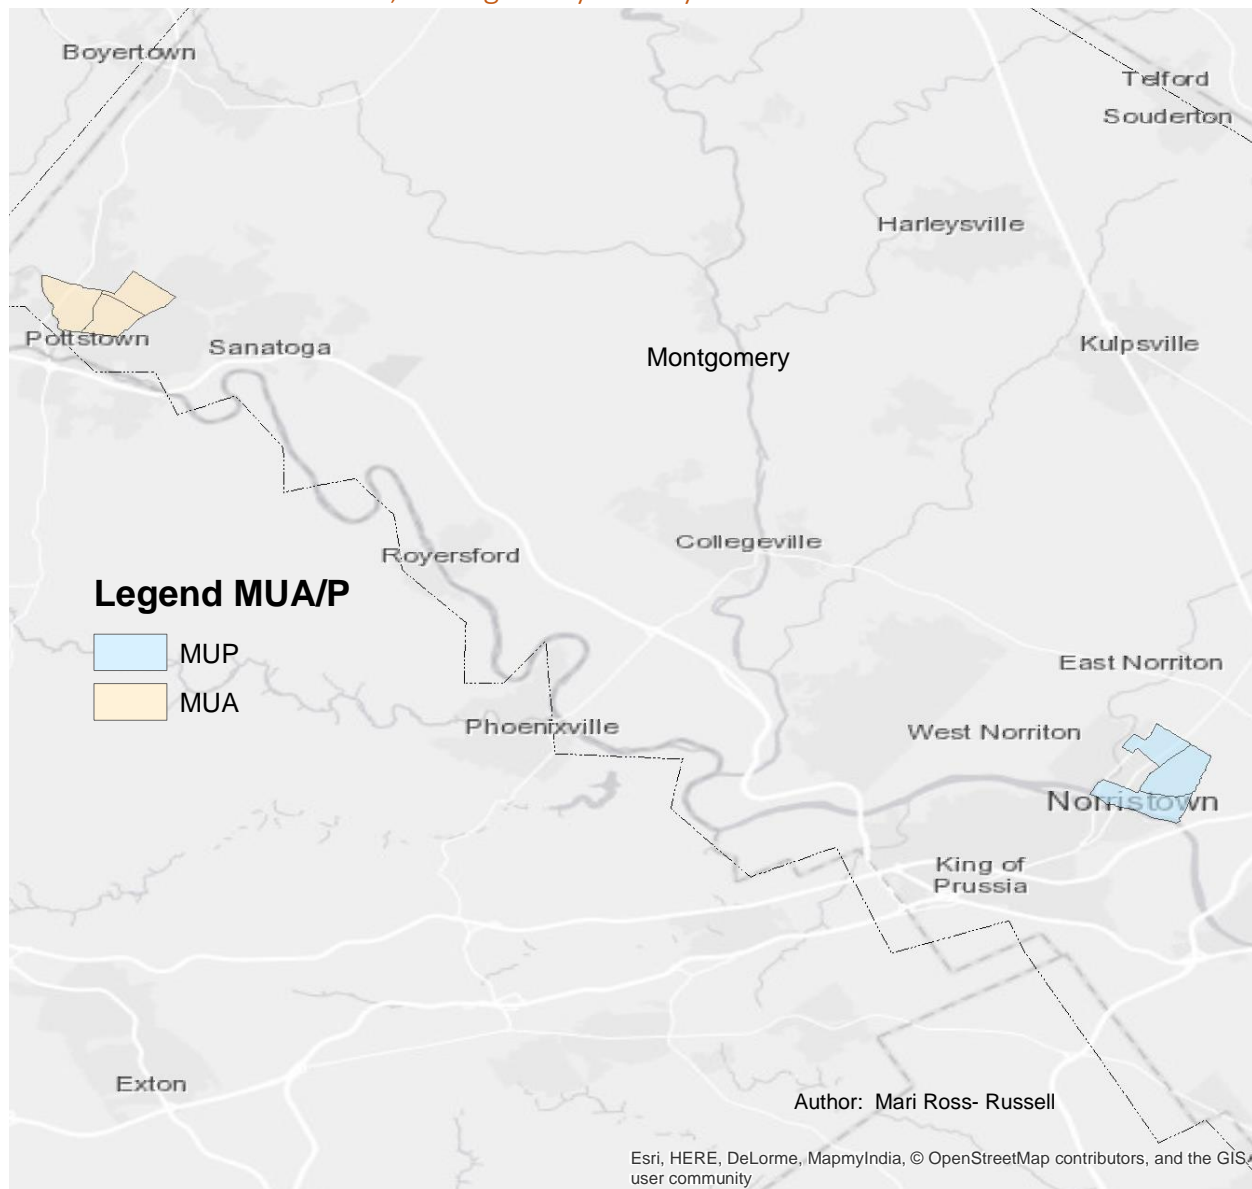 Boyertown
Telford
Souderton
Harleysville
Pottstown
Sanatoga
Montgomery
Kulpsville
Royersford
Collegeville
Legend MUA/P
MUP
MUA
East Norriton
Phoenixville
West Norriton
Norristown
King of
Prussia
Exton
Author: Mari Ross- Russell
Esri, HERE, DeLorme, MapmyIndia, © OpenStreetMap contributors, and the GIS
user community